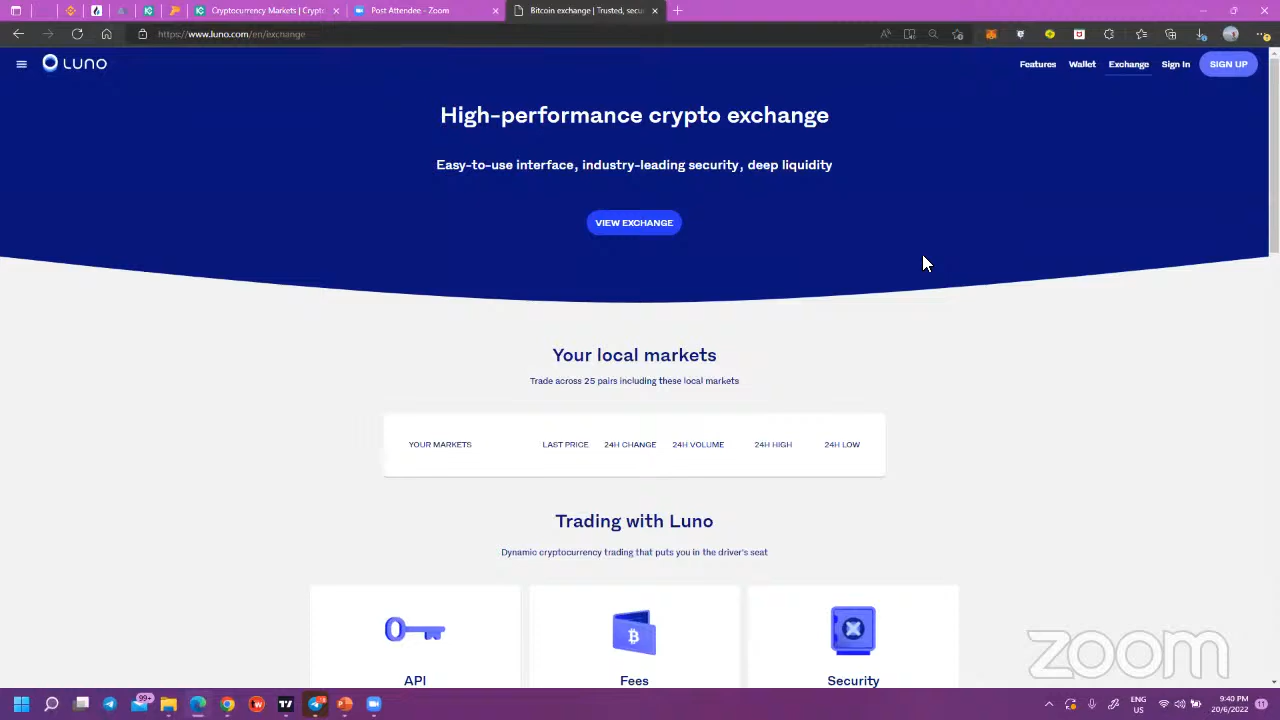 Cryptocurrency Markets | Crypto
Post Attendee - Zoom
Bitcoin exchange | Trusted, secu
https://www.luno.com/en/exchange
LUNO
Features Wallet Exchange Sign In SIGN UP
High-performance crypto exchange
Easy-to-use interface, industry-leading security, deep liquidity
VIEW EXCHANGE
Your local markets
Trade across 25 pairs including these local markets
YOUR MARKETS LAST PRICE 24H CHANGE 24H VOLUME 24H HIGH 24H LOW
Trading with Luno
Dynamic cryptocurrency trading that puts you in the driver's seat
API Fees Security
zoom
99+
ENG
US
9:40 PM
20/6/2022